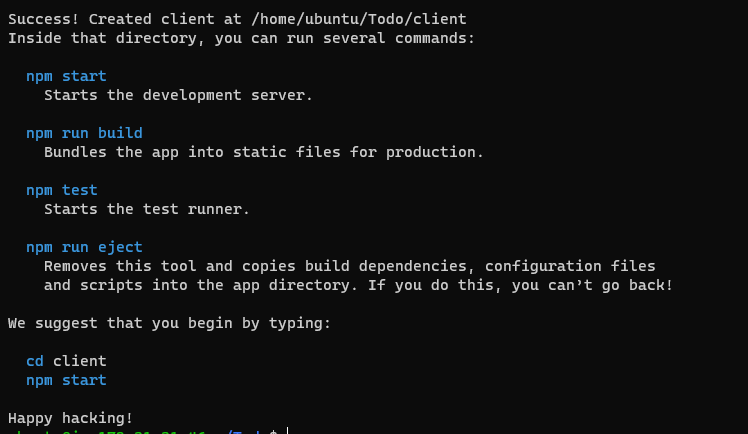 Success! Created client at /home/ubuntu/Todo/client
Inside that directory, you can run several commands:
npm start
Starts the development server.
npm run build
Bundles the app into static files for production.
npm test
Starts the test runner.
npm run eject
Removes this tool and copies build dependencies, configuration files
and scripts into the app directory. If you do this, you can’t go back!
We suggest that you begin by typing:
cd client
npm start
Happy hacking!